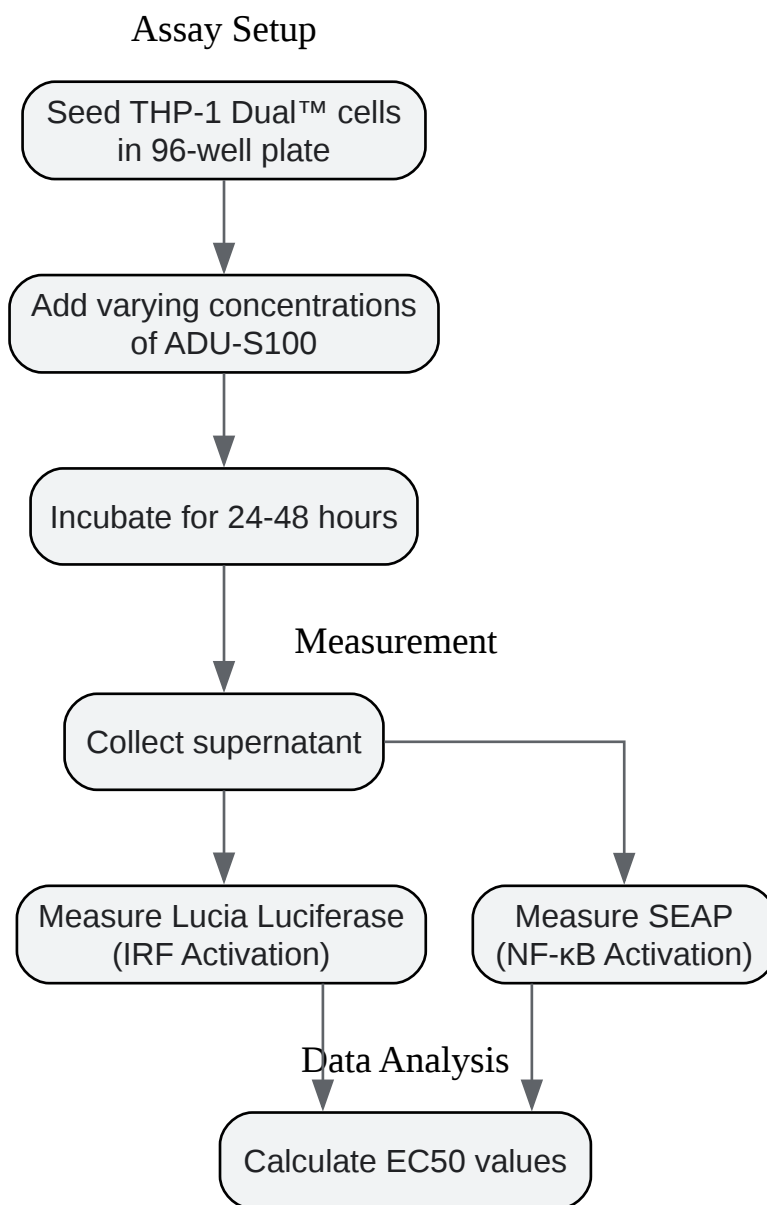 Assay Setup
Seed THP-1 Dual™ cells
in 96-well plate
Add varying concentrations
of ADU-S100
Incubate for 24-48 hours
Measurement
Collect supernatant
Measure Lucia Luciferase
(IRF Activation)
Measure SEAP
(NF-κB Activation)
Data Analysis
Calculate EC50 values